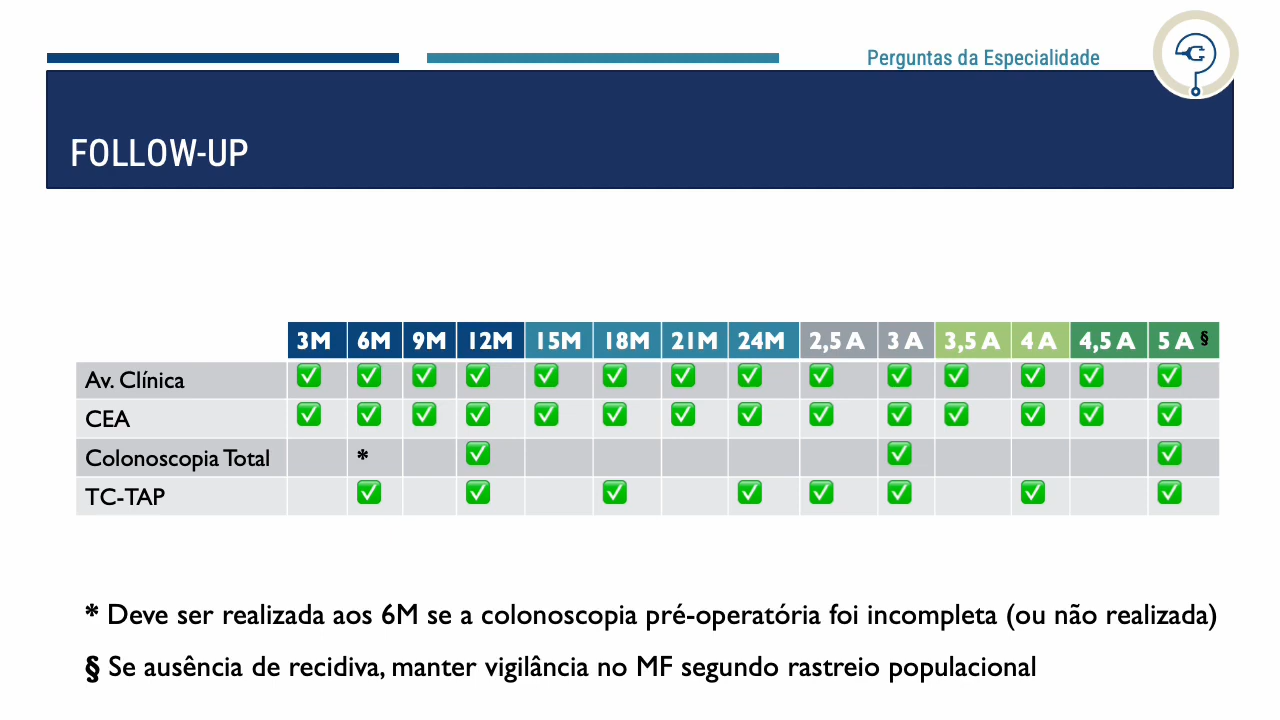 Perguntas da Especialidade
FOLLOW-UP
3M 6M 9M 12M 15M 18M 21M 24M 2,5 A 3 A 3,5 A 4 A 4,5 A 5 A §
Av. Clínica ✅ ✅ ✅ ✅ ✅ ✅ ✅ ✅ ✅ ✅ ✅ ✅ ✅ ✅
CEA ✅ ✅ ✅ ✅ ✅ ✅ ✅ ✅ ✅ ✅ ✅ ✅ ✅ ✅
Colonoscopia Total * ✅ ✅ ✅
TC-TAP ✅ ✅ ✅ ✅ ✅ ✅ ✅ ✅
* Deve ser realizada aos 6M se a colonoscopia pré-operatória foi incompleta (ou não realizada)
§ Se ausência de recidiva, manter vigilância no MF segundo rastreio populacional